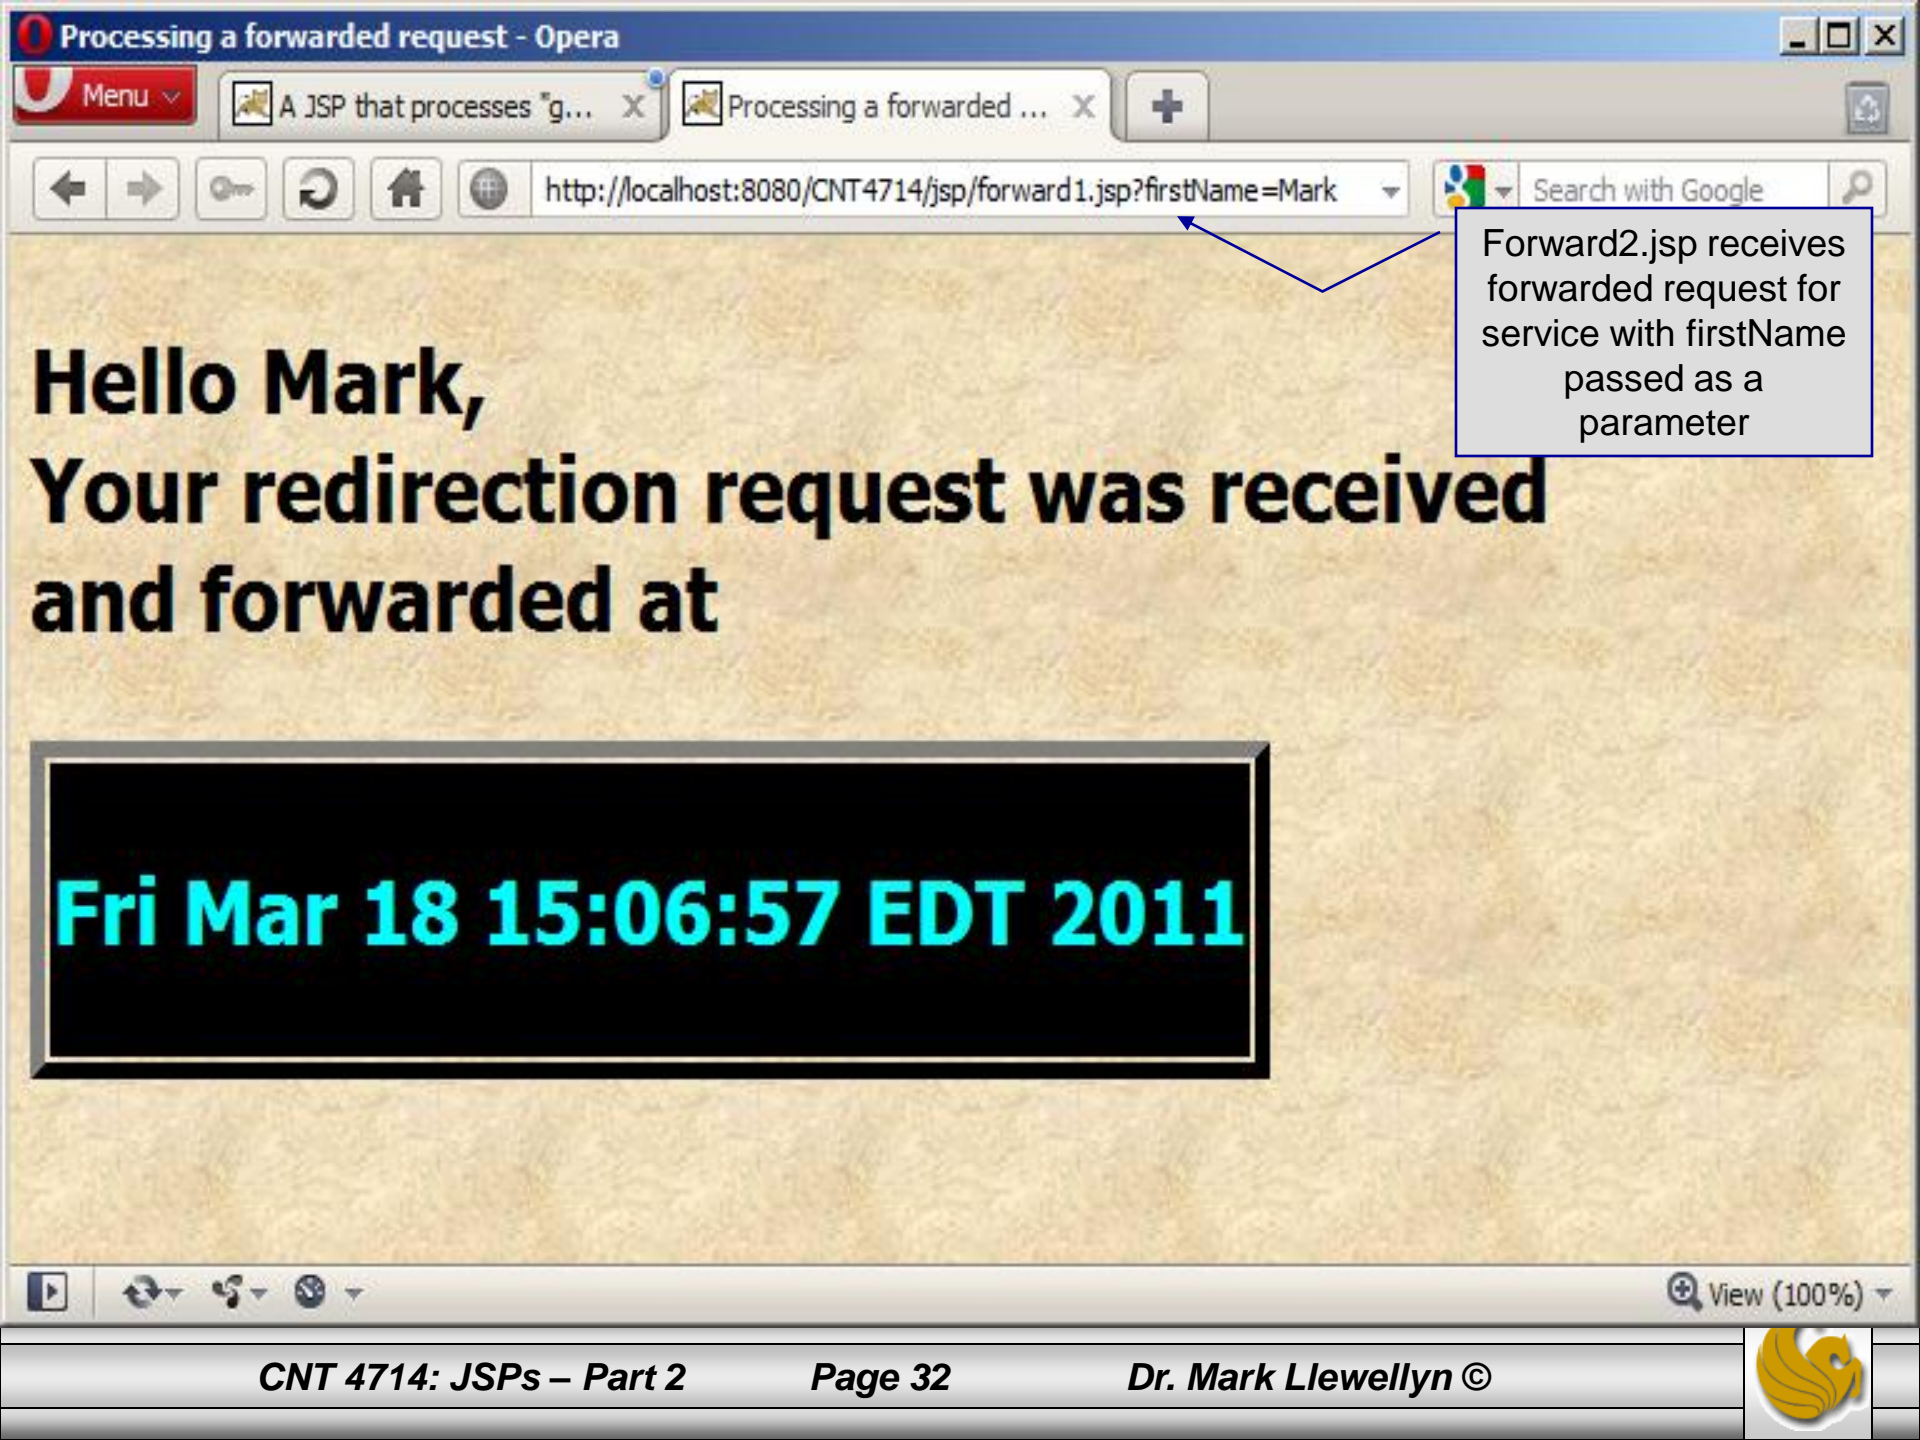 Processing a forwarded request - Opera
Menu
A JSP that processes "g...
Processing a forwarded ...
http://localhost:8080/CNT4714/jsp/forward1.jsp?firstName=Mark
Search with Google
Forward2.jsp receives
forwarded request for
service with firstName
passed as a
parameter
Hello Mark,
Your redirection request was received
and forwarded at
Fri Mar 18 15:06:57 EDT 2011
View (100%)
CNT 4714: JSPs – Part 2 Page 32 Dr. Mark Llewellyn ©